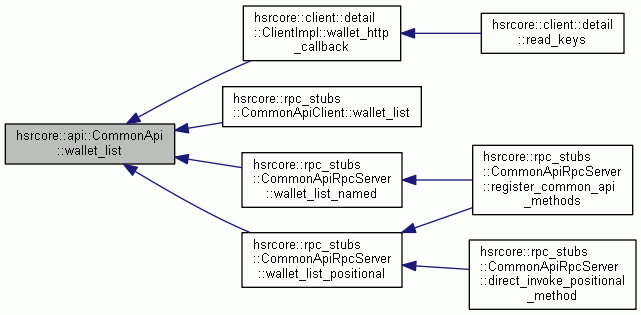 hsrcore::api::CommonApi
::wallet_list
hsrcore::client::detail
::ClientImpl::wallet_http
_callback
hsrcore::client::detail
::read_keys
hsrcore::rpc_stubs
::CommonApiClient::wallet_list
hsrcore::rpc_stubs
::CommonApiRpcServer
::wallet_list_named
hsrcore::rpc_stubs
::CommonApiRpcServer
::register_common_api
_methods
hsrcore::rpc_stubs
::CommonApiRpcServer
::wallet_list_positional
hsrcore::rpc_stubs
::CommonApiRpcServer
::direct_invoke_positional
_method